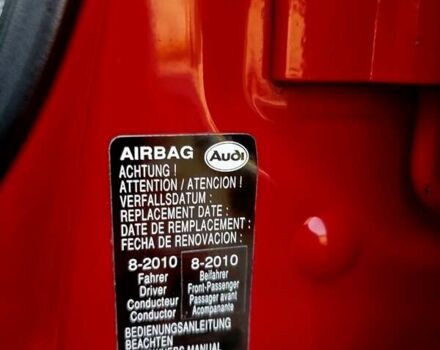 AIRBAG Audi
ACHTUNG !
ATTENTION / ATENCION !
VERFALLSDATUM :
REPLACEMENT DATE :
DATE DE REMPLACEMENT :
FECHA DE RENOVACION :
8-2010 8-2010
Fahrer Beifahrer
Driver Front-Passenger
Conducteur Passager avant
Conductor Acompanante
BEDIENUNGSANLEITUNG
BEACHTEN
MANUAL